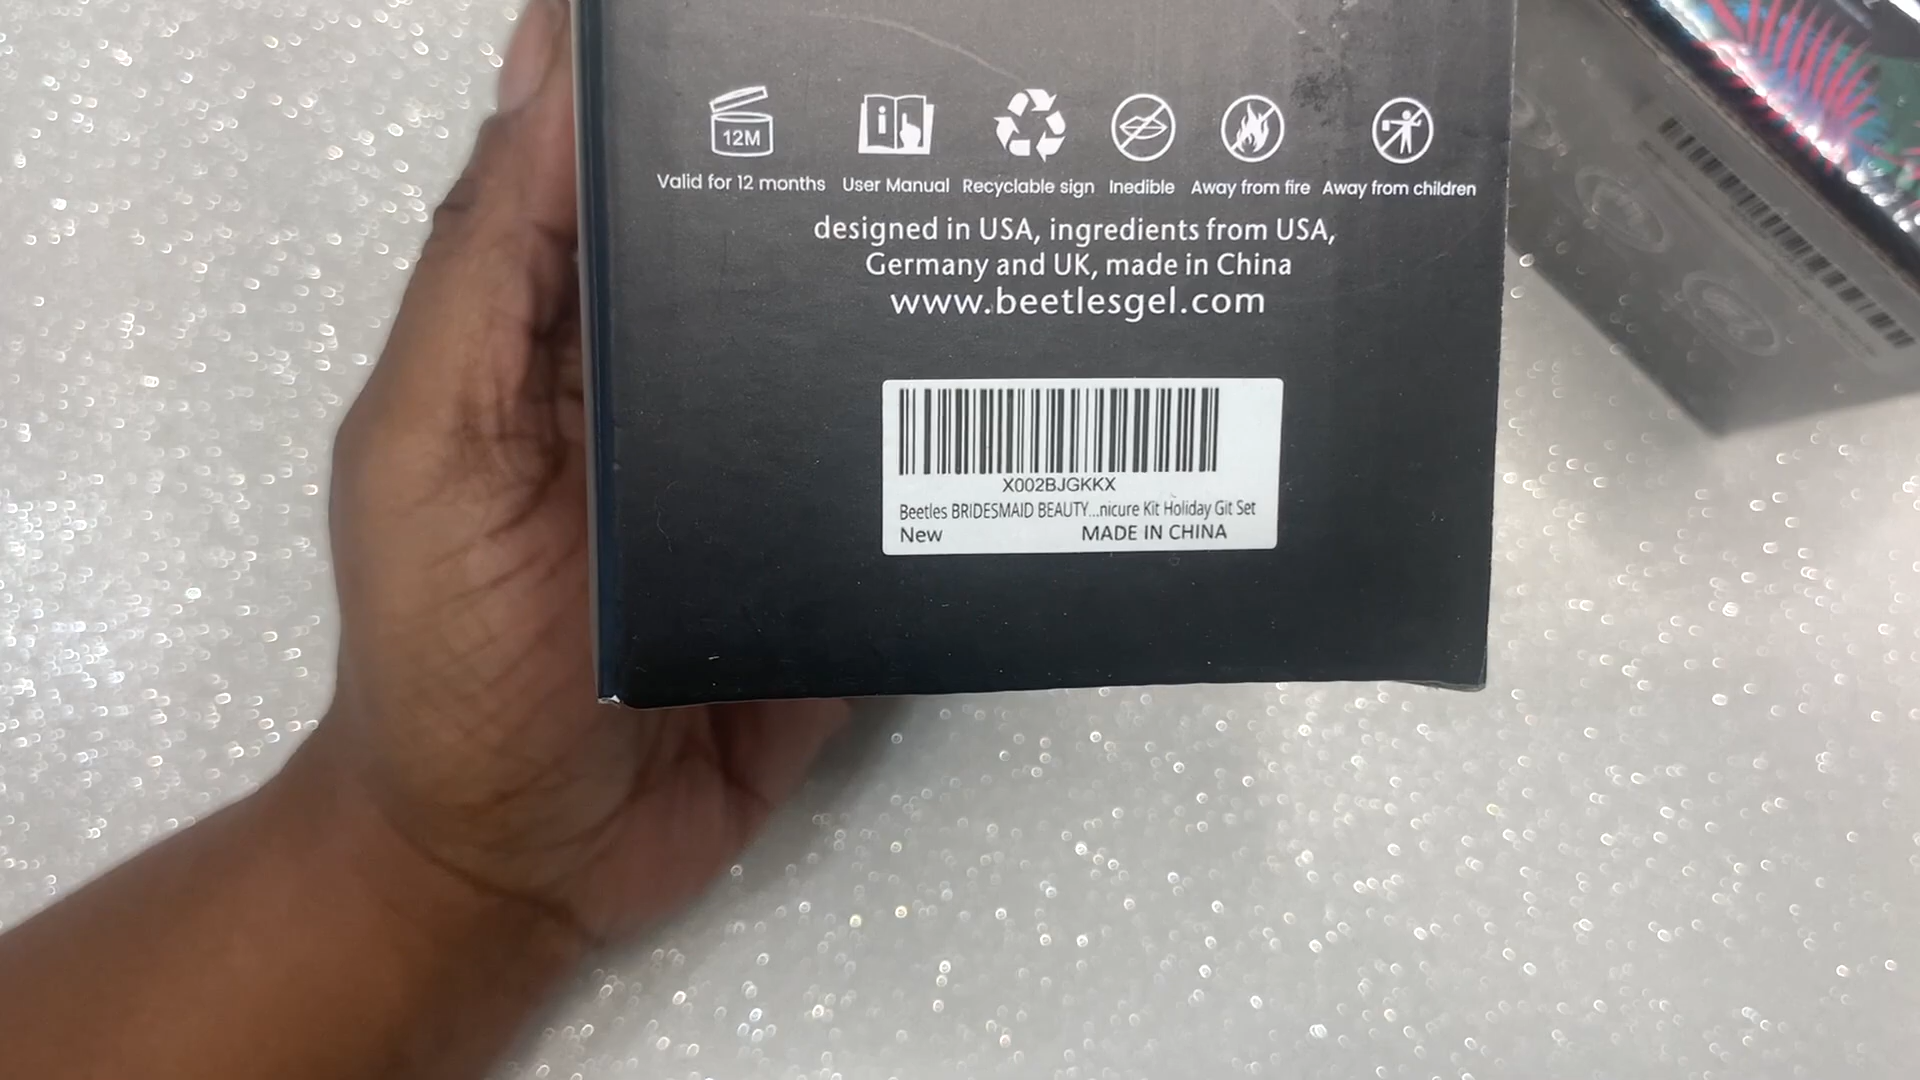 12M
Valid for 12 months User Manual Recyclable sign Inedible Away from fire Away from children
designed in USA, ingredients from USA,
Germany and UK, made in China
www.beetlesgel.com
X002BJGKKX
Beetles BRIDESMAID BEAUTY...nicure Kit Holiday Git Set
New MADE IN CHINA